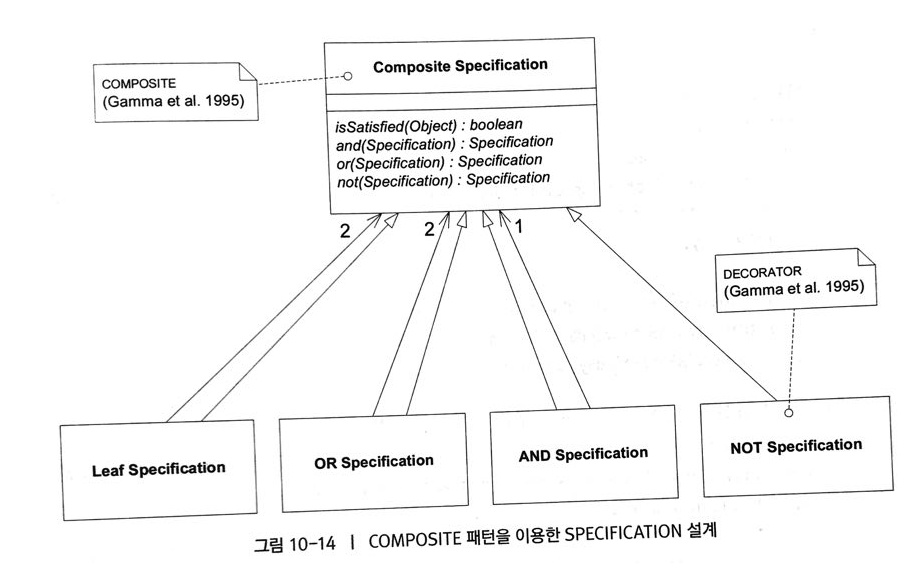 Composite Specification
COMPOSITE
(Gamma et al. 1995)
isSatisfied(Object) : boolean
and(Specification) : Specification
or(Specification) : Specification
not(Specification) : Specification
2
2
1
DECORATOR
(Gamma et al. 1995)
Leaf Specification
OR Specification
AND Specification
NOT Specification
그림 10-14 | COMPOSITE 패턴을 이용한 SPECIFICATION 설계